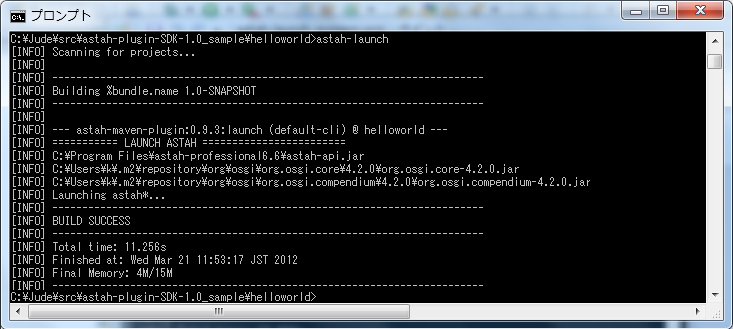 プロンプト
C:¥Jude¥src¥astah-plugin-SDK-1.0_sample¥helloworld>astah-launch
[INFO] Scanning for projects...
[INFO]
[INFO] ------------------------------------------------------------------------
[INFO] Building %bundle.name 1.0-SNAPSHOT
[INFO] ------------------------------------------------------------------------
[INFO]
[INFO] --- astah-maven-plugin:0.9.3:launch (default-cli) @ helloworld ---
[INFO] =========== LAUNCH ASTAH ========================
[INFO] C:¥Program Files¥astah-professional6.6¥astah-api.jar
[INFO] C:¥Users¥k¥.m2¥repository¥org¥osgi¥org.osgi.core¥4.2.0¥org.osgi.core-4.2.0.jar
[INFO] C:¥Users¥k¥.m2¥repository¥org¥osgi¥org.osgi.compendium¥4.2.0¥org.osgi.compendium-4.2.0.jar
[INFO] Launching astah*...
[INFO] ------------------------------------------------------------------------
[INFO] BUILD SUCCESS
[INFO] ------------------------------------------------------------------------
[INFO] Total time: 11.256s
[INFO] Finished at: Wed Mar 21 11:53:17 JST 2012
[INFO] Final Memory: 4M/15M
[INFO] ------------------------------------------------------------------------
C:¥Jude¥src¥astah-plugin-SDK-1.0_sample¥helloworld>